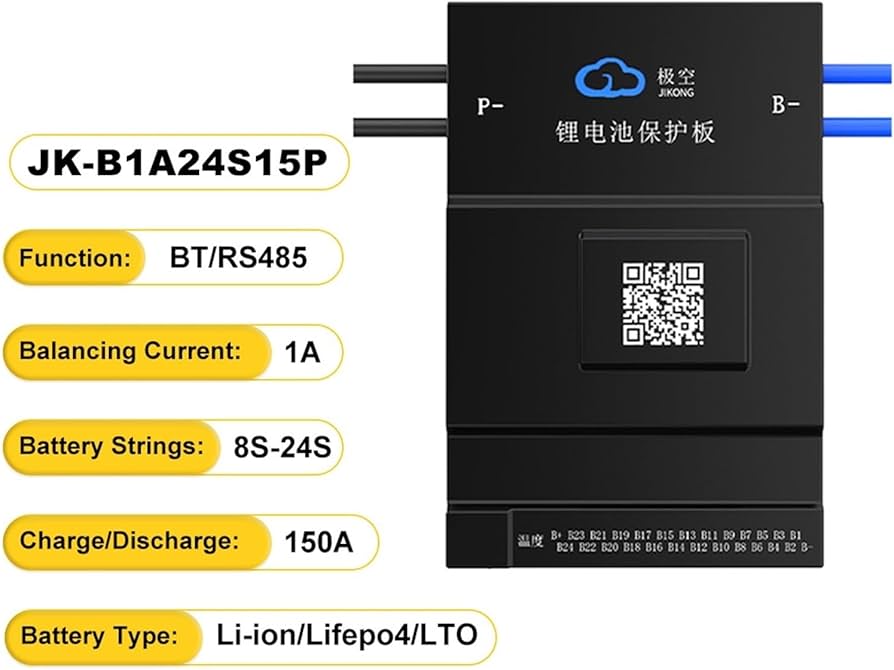 JK-B1A24S15P
Function: BT/RS485
Balancing Current: 1A
Battery Strings: 8S-24S
Charge/Discharge: 150A
Battery Type: Li-ion/Lifepo4/LTO
极空
JIKONG
P-
B-
锂电池保护板
温度
B+ B23 B21 B19 B17 B15 B13 B11 B9 B7 B5 B3 B1
B24 B22 B20 B18 B16 B14 B12 B10 B8 B6 B4 B2 B-